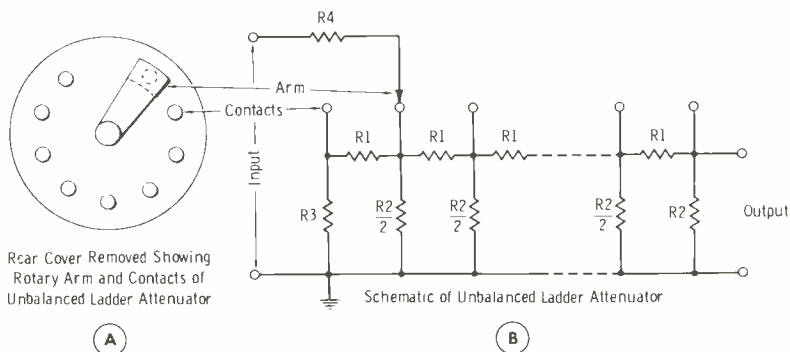 R4
Arm
Contacts
Input
R1
R1
R1
R1
R3
R2
2
R2
2
R2
2
R2
Output
Rear Cover Removed Showing
Rotary Arm and Contacts of
Unbalanced Ladder Attenuator
Schematic of Unbalanced Ladder Attenuator
A
B